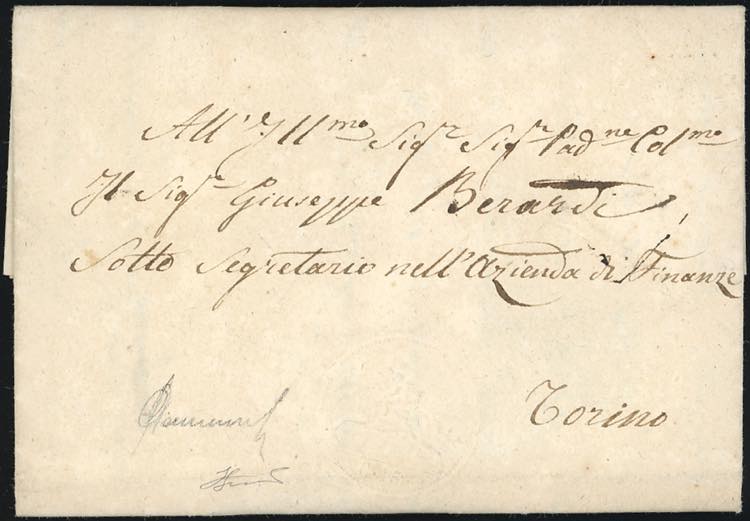 All' Ill.mo Sig.r Sig.r Pad.ne Col.mo
Il Sig.r Giuseppe Berardi,
Sotto Segretario nell'Azienda di Finanze
Torino